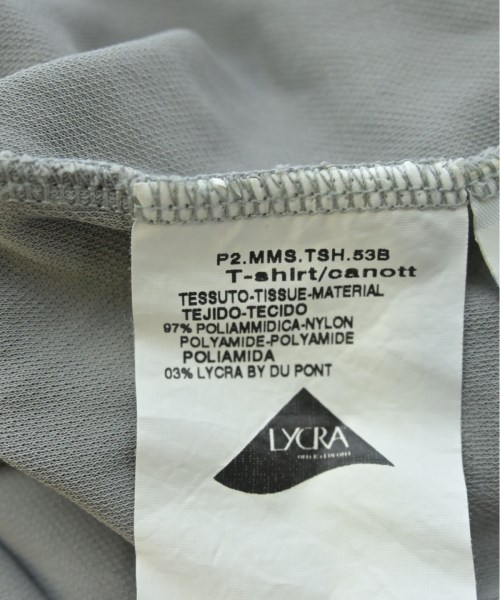 P2.MMS.TSH.53B
T-shirt/canott
TESSUTO-TISSUE-MATERIAL
TEJIDO-TECIDO
97% POLIAMMIDICA-NYLON
POLYAMIDE-POLYAMIDE
POLIAMIDA
03% LYCRA BY DU PONT
LYCRA